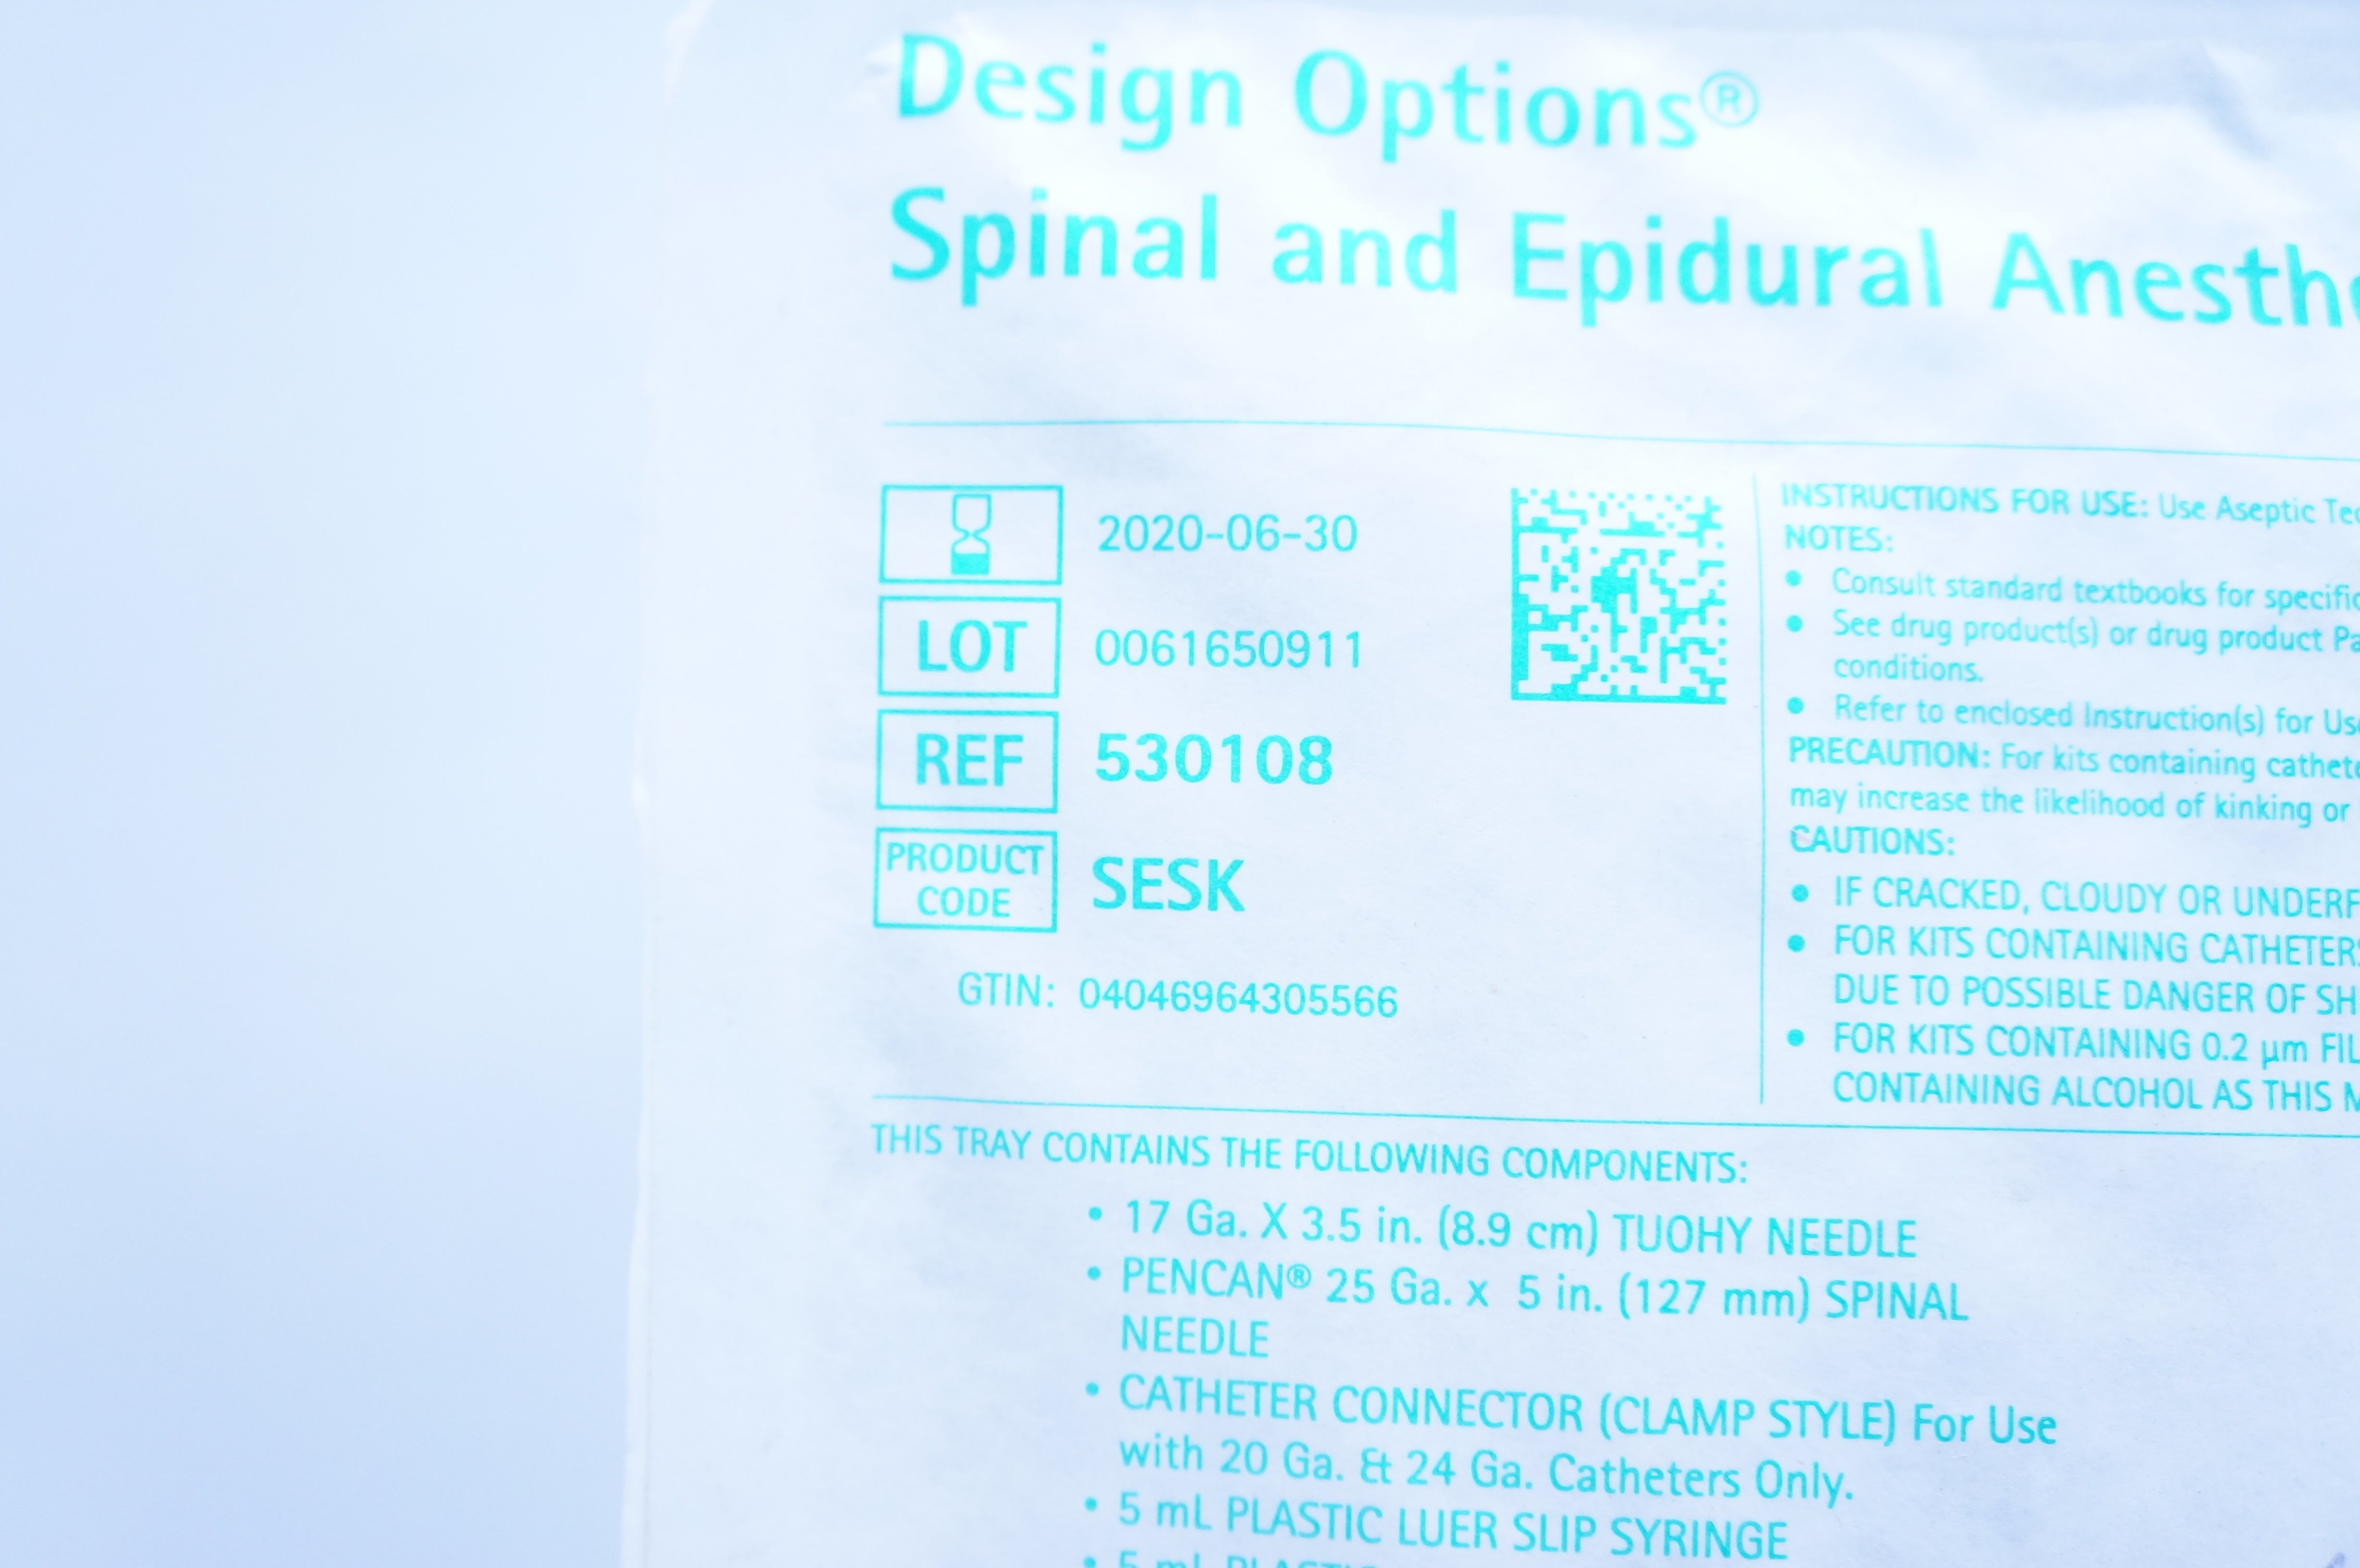 Design Options®
Spinal and Epidural
2020-06-30
LOT 0061650911
REF 530108
PRODUCT
CODE
SESK
GTIN: 04046964305566
INSTRUCTIONS FOR USE: Use Aseptic
NOTES:
• Consult standard textbooks for
• See drug product(s) or drug product
conditions.
• Refer to enclosed Instruction(s) for
PRECAUTION: For kits containing
may increase the likelihood of kinking or
CAUTIONS:
• IF CRACKED, CLOUDY OR
• FOR KITS CONTAINING
DUE TO POSSIBLE DANGER OF
• FOR KITS CONTAINING 0.2 µm
CONTAINING ALCOHOL AS THIS
THIS TRAY CONTAINS THE FOLLOWING COMPONENTS:
• 17 Ga. X 3.5 in. (8.9 cm) TUOHY NEEDLE
• PENCAN® 25 Ga. x 5 in. (127 mm) SPINAL
NEEDLE
• CATHETER CONNECTOR (CLAMP STYLE) For Use
with 20 Ga. & 24 Ga. Catheters Only.
• 5 mL PLASTIC LUER SLIP SYRINGE
• 5 mL PLASTIC